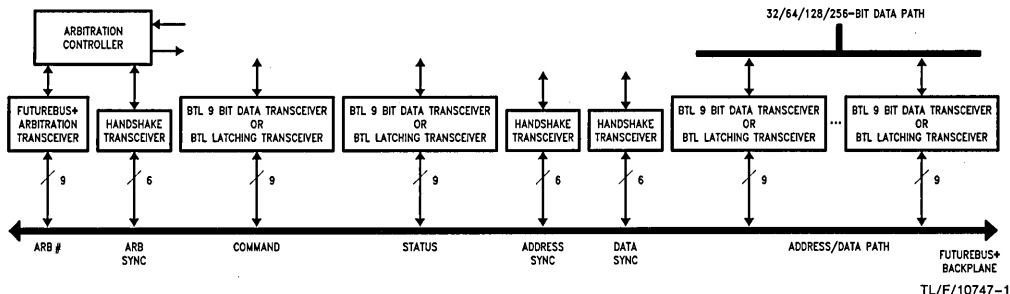 ARBITRATION
CONTROLLER
32/64/128/256-BIT DATA PATH
FUTUREBUS+
ARBITRATION
TRANSCEIVER
HANDSHAKE
TRANSCEIVER
BTL 9 BIT DATA TRANSCEIVER
OR
BTL LATCHING TRANSCEIVER
BTL 9 BIT DATA TRANSCEIVER
OR
BTL LATCHING TRANSCEIVER
HANDSHAKE
TRANSCEIVER
HANDSHAKE
TRANSCEIVER
BTL 9 BIT DATA TRANSCEIVER
OR
BTL LATCHING TRANSCEIVER
...
BTL 9 BIT DATA TRANSCEIVER
OR
BTL LATCHING TRANSCEIVER
9
6
9
9
6
6
9
9
ARB #
ARB
SYNC
COMMAND
STATUS
ADDRESS
SYNC
DATA
SYNC
ADDRESS/DATA PATH
FUTUREBUS+
BACKPLANE
TL/F/10747-1